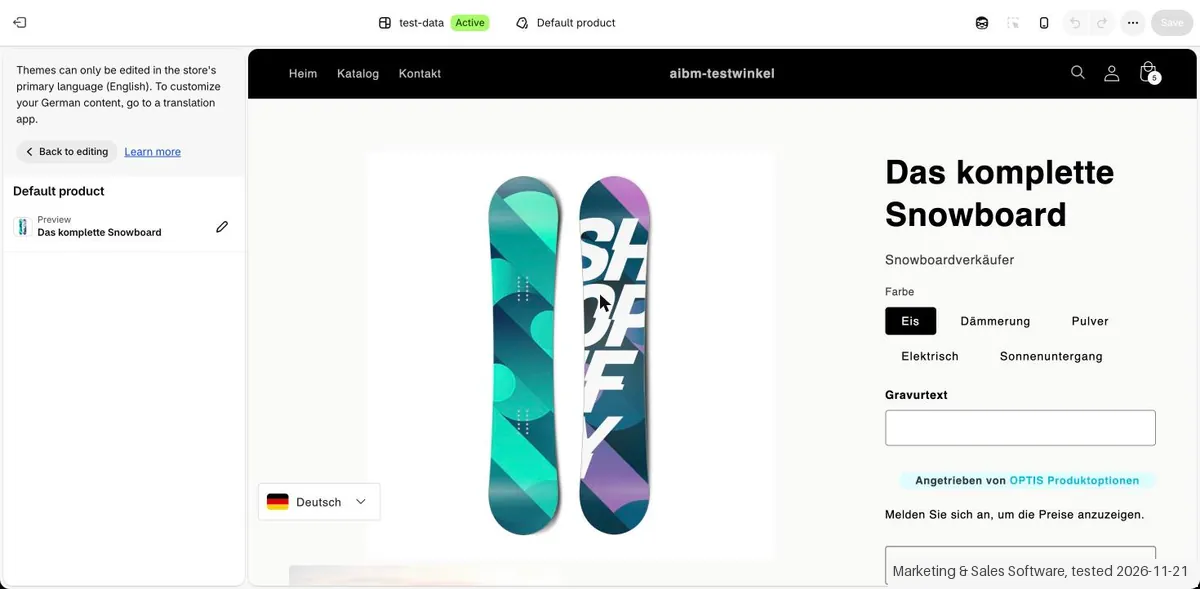 test-data
Active
Default product
Save
Themes can only be edited in the store's
primary language (English). To customize
your German content, go to a translation
app.
Back to editing
Learn more
Default product
Preview
Das komplette Snowboard
Heim
Katalog
Kontakt
aibm-testwinkel
5
SH
OP
IF
Y
Das komplette
Snowboard
Snowboardverkäufer
Farbe
Eis
Dämmerung
Pulver
Elektrisch
Sonnenuntergang
Gravurtext
Angetrieben von OPTIS Produktoptionen
Melden Sie sich an, um die Preise anzuzeigen.
Deutsch
Marketing & Sales Software, tested 2026-11-21